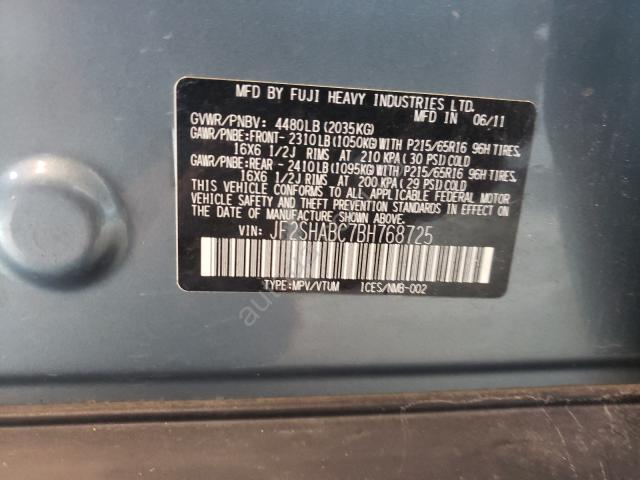 MFD BY FUJI HEAVY INDUSTRIES LTD.
MFD IN 06/11
GVWR/PNBV: 4480LB(2035KG)
GAWR/PNBE:FRONT-2310LB(1050KG)WITH P215/65R16 96H TIRES.
16X6 1/2J RIMS AT 210 KPA(30 PSI)COLD
GAWR/PNBE:REAR -2410LB(1095KG)WITH P215/65R16 96H TIRES.
16X6 1/2J RIMS AT 200 KPA(29 PSI)COLD
THIS VEHICLE CONFORMS TO ALL APPLICABLE FEDERAL MOTOR
VEHICLE SAFETY AND THEFT PREVENTION STANDARDS IN EFFECT
ON THE DATE OF MANUFACTURE SHOWN ABOVE.
VIN: JF2SHABC7BH768725
TYPE:MPV/VTUM ICES/NMB-002